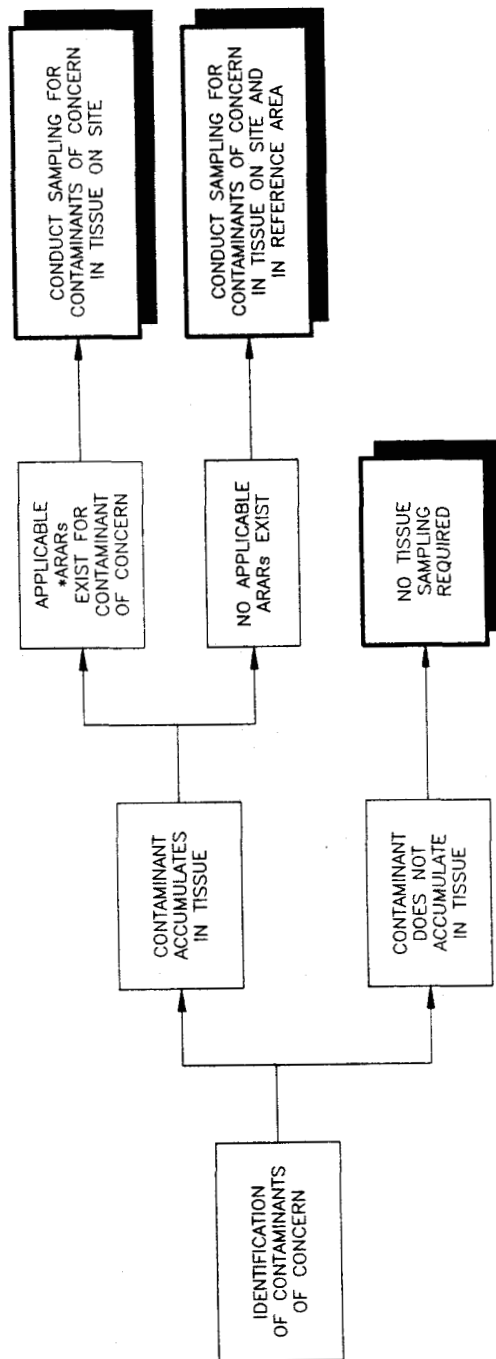 IDENTIFICATION
OF CONTAMINANTS
OF CONCERN
CONTAMINANT
ACCUMULATES
IN TISSUE
CONTAMINANT
DOES NOT
ACCUMULATE
IN TISSUE
APPLICABLE
*ARARs
EXIST FOR
CONTAMINANT
OF CONCERN
NO APPLICABLE
ARARs EXIST
NO TISSUE
SAMPLING
REQUIRED
CONDUCT SAMPLING FOR
CONTAMINANTS OF CONCERN
IN TISSUE ON SITE
CONDUCT SAMPLING FOR
CONTAMINANTS OF CONCERN
IN TISSUE ON SITE AND
IN REFERENCE AREA